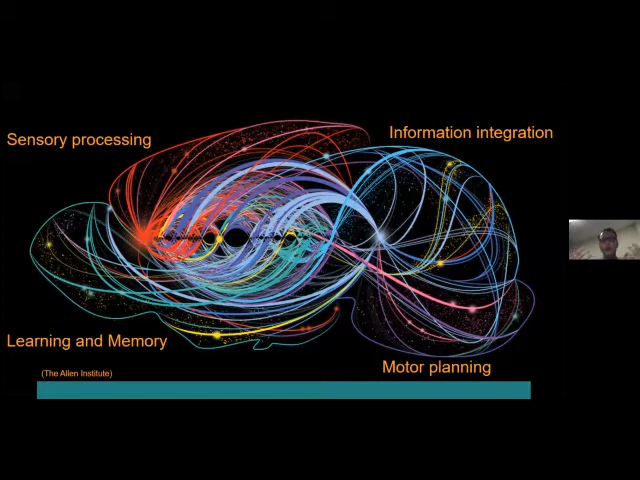 Sensory processing
Information integration
Learning and Memory
Motor planning
(The Allen Institute)